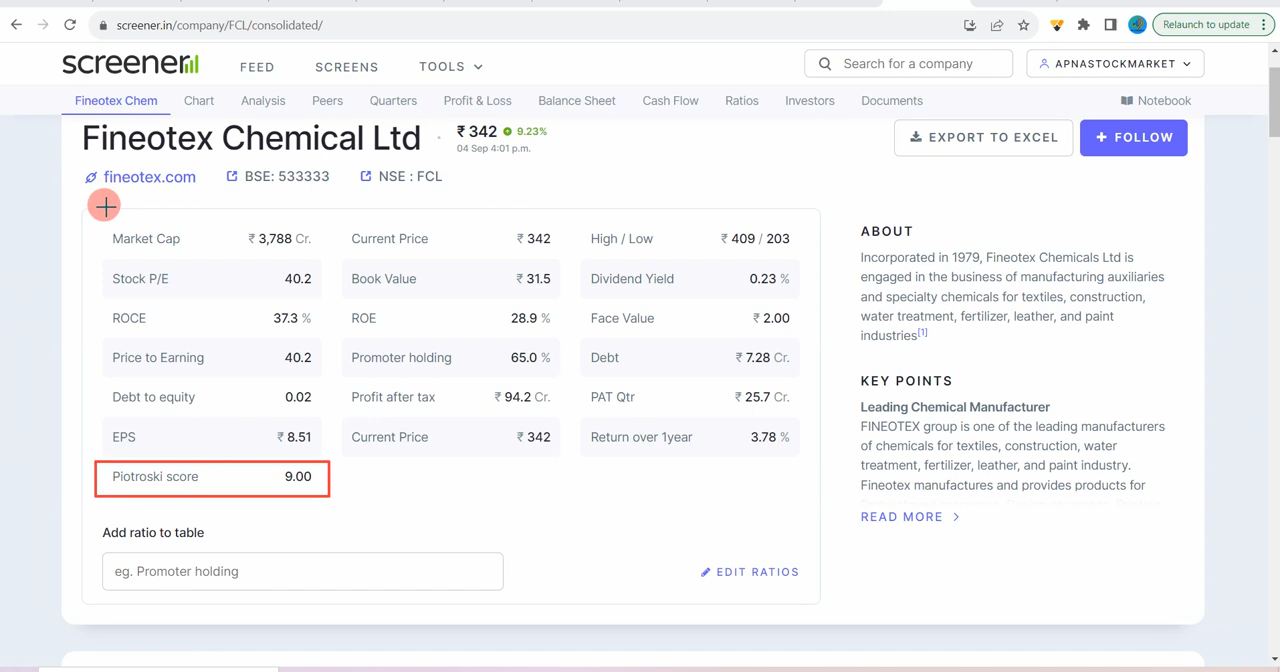 screener.in/company/FCL/consolidated/
Relaunch to update
screener
FEED
SCREENS
TOOLS
Search for a company
APNASTOCKMARKET
Fineotex Chem
Chart
Analysis
Peers
Quarters
Profit & Loss
Balance Sheet
Cash Flow
Ratios
Investors
Documents
Notebook
Fineotex Chemical Ltd
₹ 342 9.23%
04 Sep 4:01 p.m.
EXPORT TO EXCEL
+ FOLLOW
fineotex.com
BSE: 533333
NSE : FCL
Market Cap ₹ 3,788 Cr.
Current Price ₹ 342
High / Low ₹ 409 / 203
Stock P/E 40.2
Book Value ₹ 31.5
Dividend Yield 0.23 %
ROCE 37.3 %
ROE 28.9 %
Face Value ₹ 2.00
Price to Earning 40.2
Promoter holding 65.0 %
Debt ₹ 7.28 Cr.
Debt to equity 0.02
Profit after tax ₹ 94.2 Cr.
PAT Qtr ₹ 25.7 Cr.
EPS ₹ 8.51
Current Price ₹ 342
Return over 1year 3.78 %
Piotroski score 9.00
Add ratio to table
eg. Promoter holding
EDIT RATIOS
ABOUT
Incorporated in 1979, Fineotex Chemicals Ltd is
engaged in the business of manufacturing auxiliaries
and specialty chemicals for textiles, construction,
water treatment, fertilizer, leather, and paint
industries[1]
KEY POINTS
Leading Chemical Manufacturer
FINEOTEX group is one of the leading manufacturers
of chemicals for textiles, construction, water
treatment, fertilizer, leather, and paint industry.
Fineotex manufactures and provides products for
READ MORE